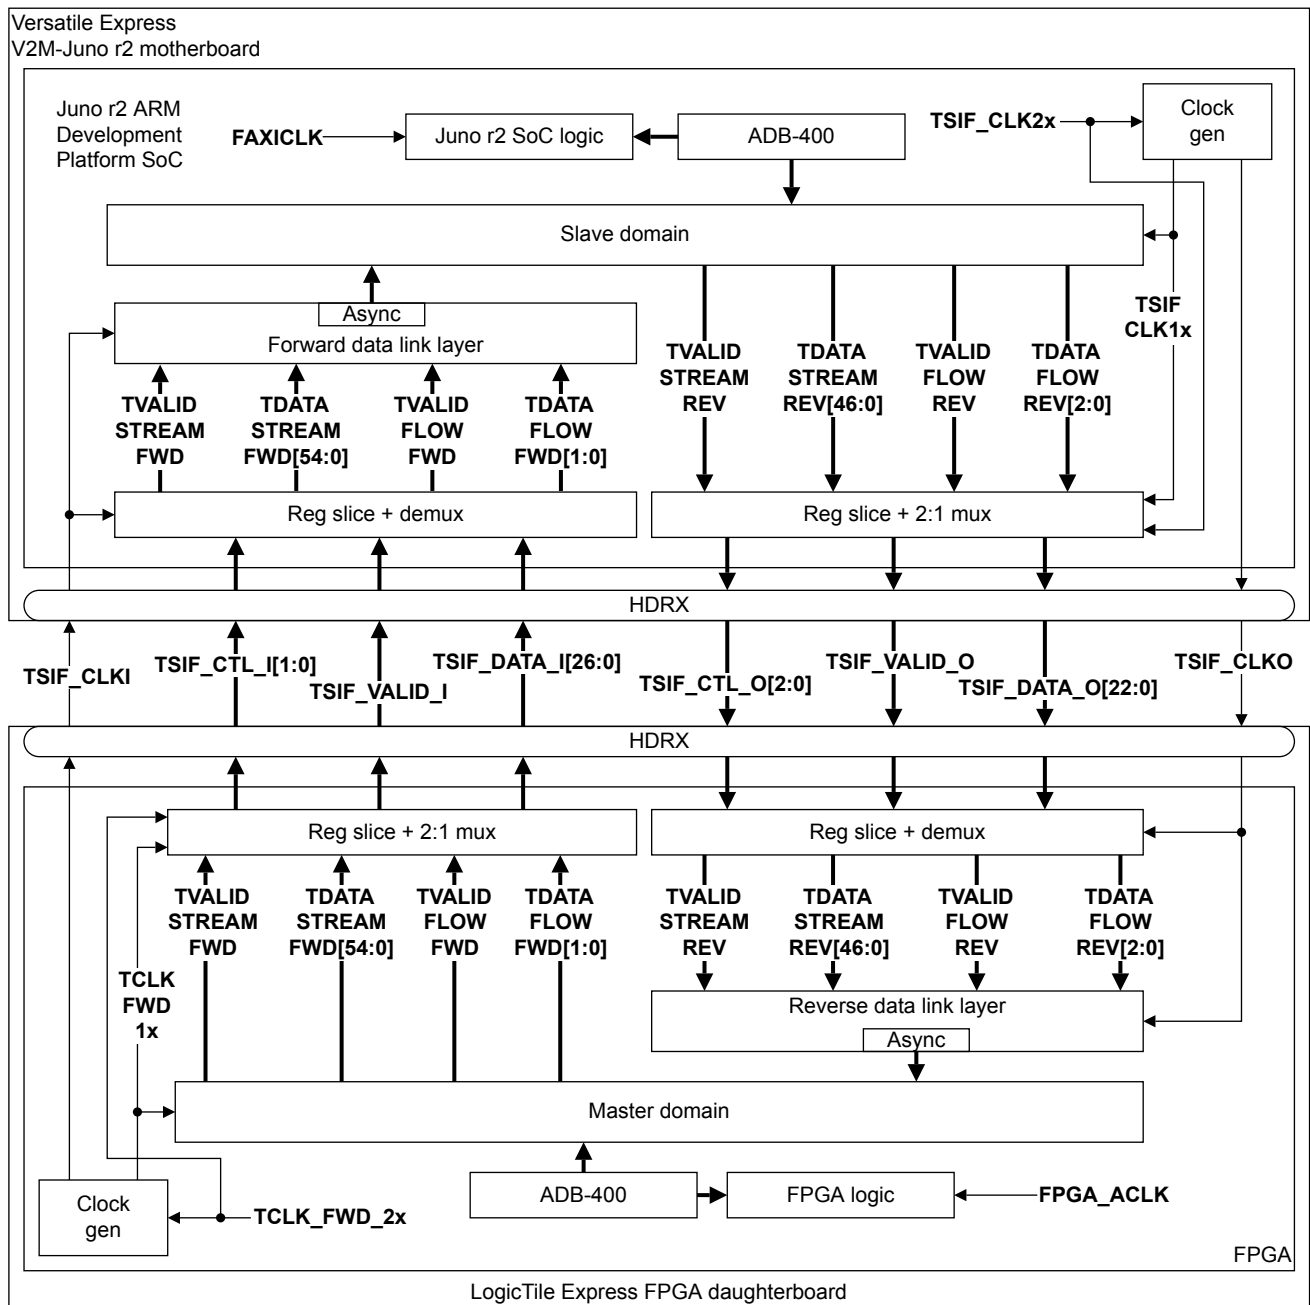 Versatile Express
V2M-Juno r2 motherboard
Juno r2 ARM
Development
Platform SoC
FAXICLK
Juno r2 SoC logic
ADB-400
TSIF_CLK2x
Clock
gen
Slave domain
Async
Forward data link layer
TSIF
CLK1x
TVALID
STREAM
FWD
TDATA
STREAM
FWD[54:0]
TVALID
FLOW
FWD
TDATA
FLOW
FWD[1:0]
TVALID
STREAM
REV
TDATA
STREAM
REV[46:0]
TVALID
FLOW
REV
TDATA
FLOW
REV[2:0]
Reg slice + demux
Reg slice + 2:1 mux
HDRX
TSIF_CLKI
TSIF_CTL_I[1:0]
TSIF_VALID_I
TSIF_DATA_I[26:0]
TSIF_CTL_O[2:0]
TSIF_VALID_O
TSIF_DATA_O[22:0]
TSIF_CLKO
HDRX
Reg slice + 2:1 mux
Reg slice + demux
TVALID
STREAM
FWD
TDATA
STREAM
FWD[54:0]
TVALID
FLOW
FWD
TDATA
FLOW
FWD[1:0]
TVALID
STREAM
REV
TDATA
STREAM
REV[46:0]
TVALID
FLOW
REV
TDATA
FLOW
REV[2:0]
TCLK
FWD
1x
Reverse data link layer
Async
Master domain
Clock
gen
TCLK_FWD_2x
ADB-400
FPGA logic
FPGA_ACLK
FPGA
LogicTile Express FPGA daughterboard